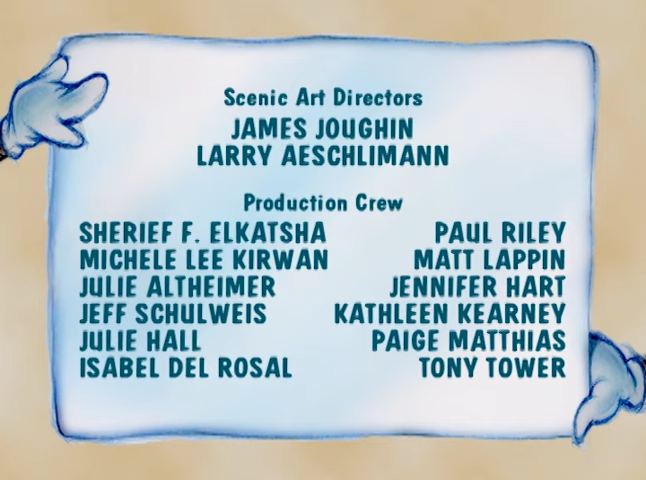 Scenic Art Directors
JAMES JOUGHIN
LARRY AESCHLIMANN
Production Crew
SHERIEF F. ELKATSHA PAUL RILEY
MICHELE LEE KIRWAN MATT LAPPIN
JULIE ALTHEIMER JENNIFER HART
JEFF SCHULWEIS KATHLEEN KEARNEY
JULIE HALL PAIGE MATTHIAS
ISABEL DEL ROSAL TONY TOWER